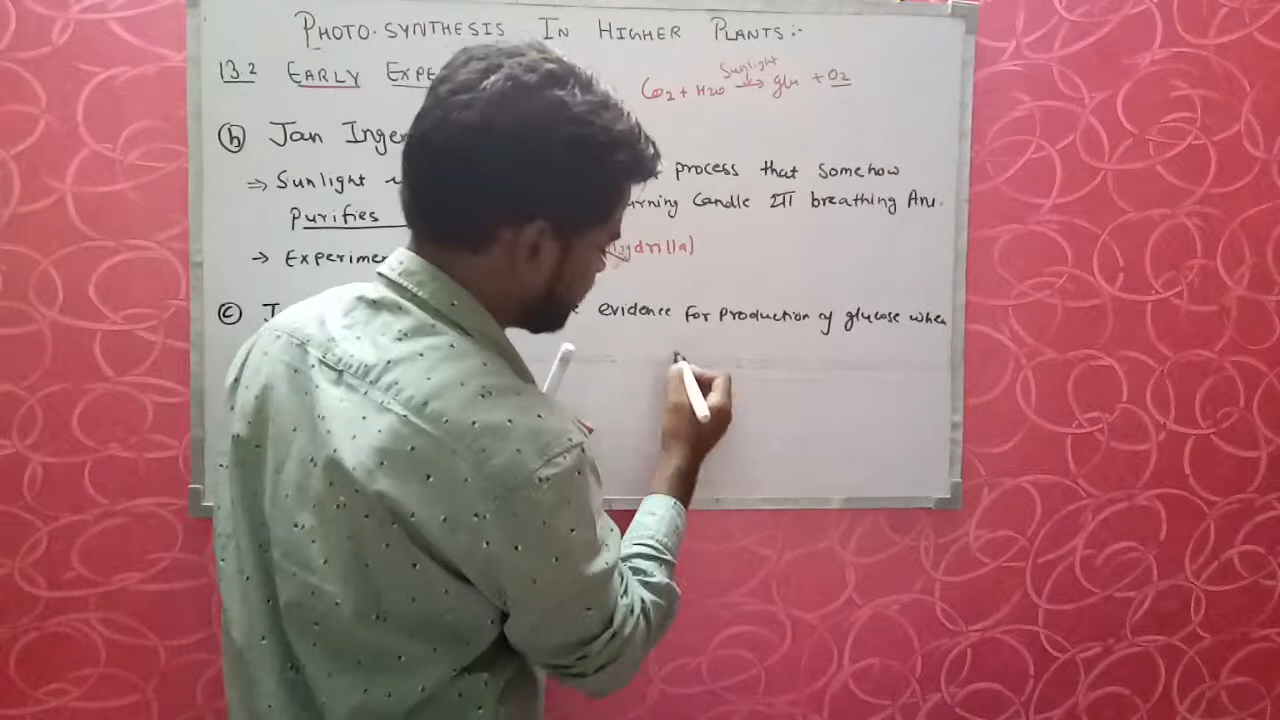 PHOTO.SYNTHESIS IN HIGHER PLANTS:-
13.2 EARLY EXPE
Sunlight
CO2 + H2O → glu + O2
(b) Jan Ingen
⇒ Sunlight process that somehow
Purifies rning Candle या breathing Ani.
→ Experimen (Hydrilla)
(c) evidence For Production of glucose when